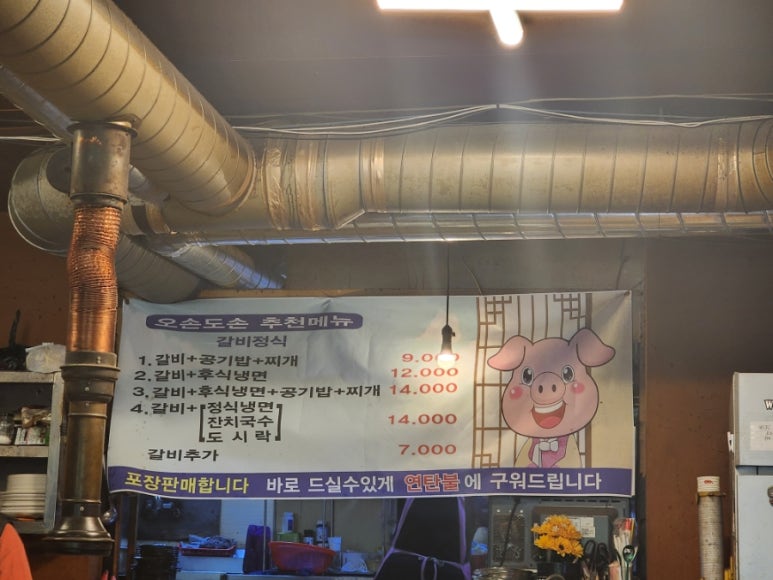 오손도손 추천메뉴
갈비정식
1. 갈비+공기밥+찌개 9.000
2. 갈비+후식냉면 12.000
3. 갈비+후식냉면+공기밥+찌개 14.000
4. 갈비+[정식냉면
잔치국수 14.000
도 시 락]
갈비추가 7.000
포장판매합니다 바로 드실수있게 연탄불에 구워드립니다